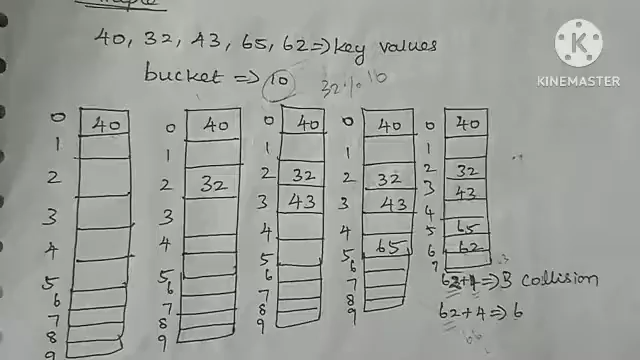 40, 32, 43, 65, 62 => key values
bucket => 10 32 % 10
KINEMASTER
0 40 0 40 0 40 0 40 0 40
1 1 1 1 1
2 2 32 2 32 2 32 2 32
3 3 3 43 3 43 3 43
4 4 4 4 65 4
5 5 5 5 5 65
6 6 6 6 6 62
7 7 7 7 7
8 8 8 8
9 9 9 9
=> 3 collision
62+4 => 6